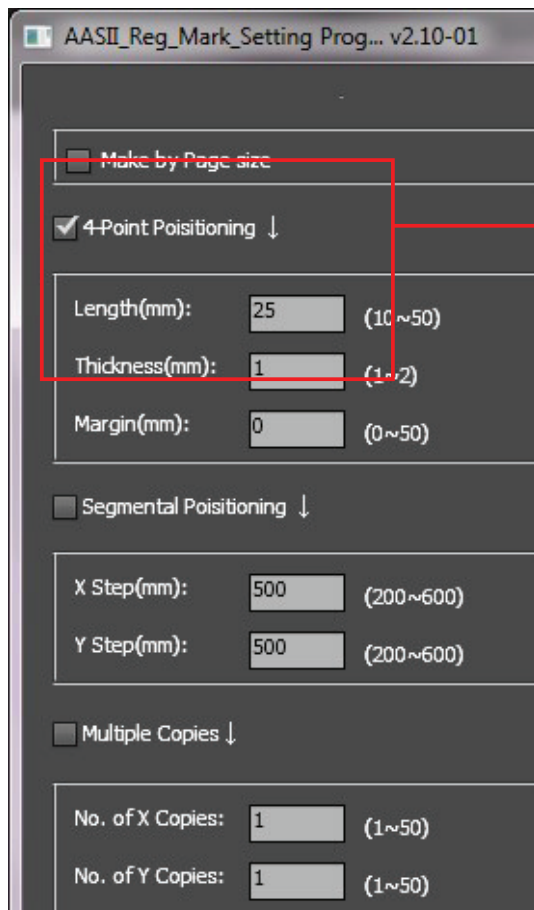 AASII_Reg_Mark_Setting Prog... v2.10-01
Make by Page size
4-Point Poisitioning ↓
Length(mm): 25 (10~50)
Thickness(mm): 1 (1~2)
Margin(mm): 0 (0~50)
Segmental Poisitioning ↓
X Step(mm): 500 (200~600)
Y Step(mm): 500 (200~600)
Multiple Copies ↓
No. of X Copies: 1 (1~50)
No. of Y Copies: 1 (1~50)